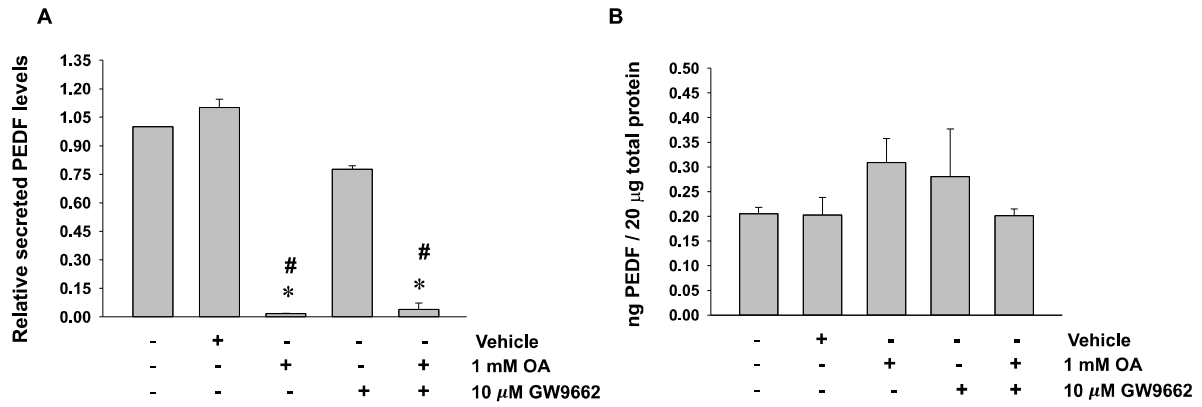 A
Relative secreted PEDF levels
1.35
1.20
1.05
0.90
0.75
0.60
0.45
0.30
0.15
0.00
#
*
#
*
- + - - - Vehicle
- - + - + 1 mM OA
- - - + + 10 μM GW9662
B
ng PEDF / 20 μg total protein
0.50
0.45
0.40
0.35
0.30
0.25
0.20
0.15
0.10
0.05
0.00
- + - - - Vehicle
- - + - + 1 mM OA
- - - + + 10 μM GW9662